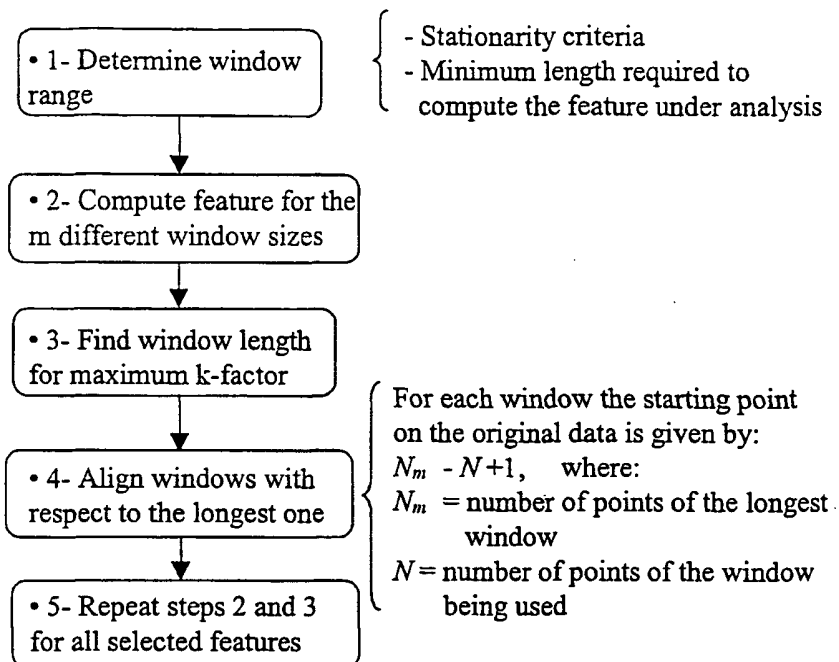 • 1- Determine window
range
- Stationarity criteria
- Minimum length required to
compute the feature under analysis
• 2- Compute feature for the
m different window sizes
• 3- Find window length
for maximum k-factor
• 4- Align windows with
respect to the longest one
For each window the starting point
on the original data is given by:
N_m - N+1, where:
N_m = number of points of the longest
window
N = number of points of the window
being used
• 5- Repeat steps 2 and 3
for all selected features